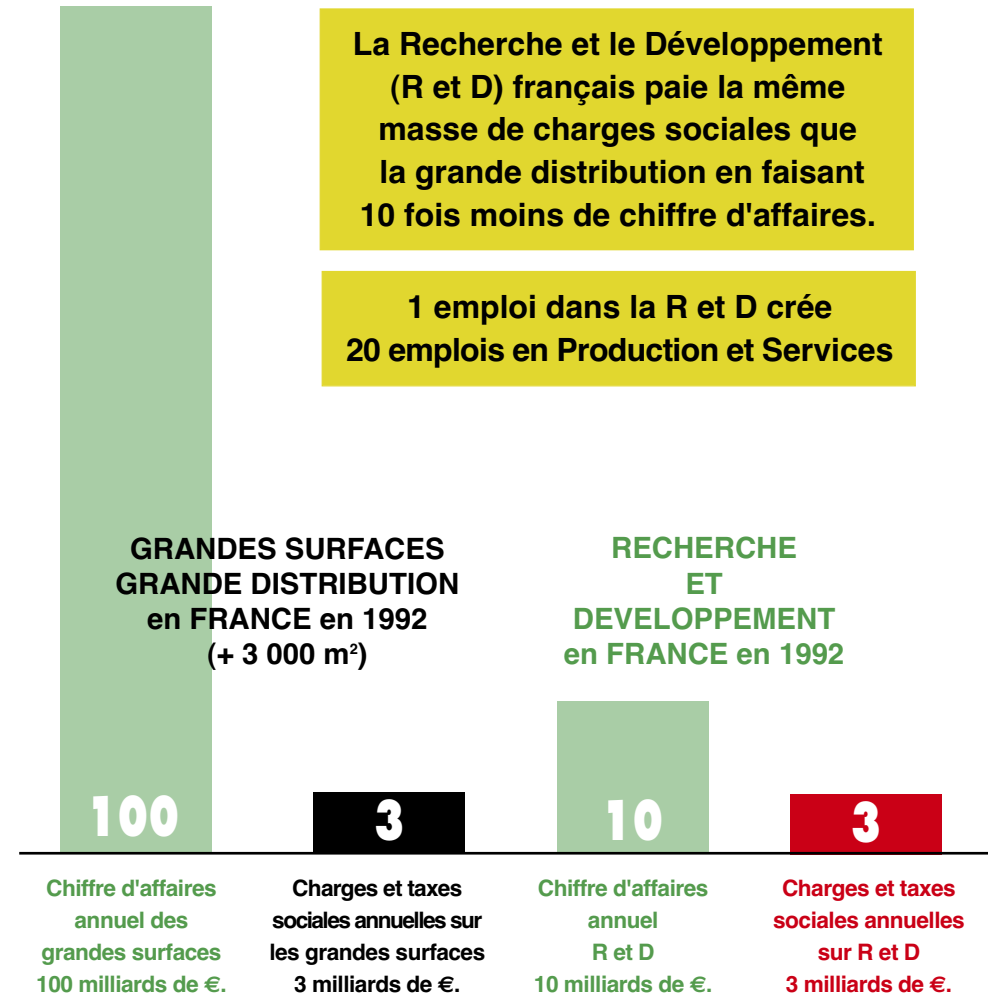 La Recherche et le Développement
(R et D) français paie la même
masse de charges sociales que
la grande distribution en faisant
10 fois moins de chiffre d'affaires.
1 emploi dans la R et D crée
20 emplois en Production et Services
GRANDES SURFACES
GRANDE DISTRIBUTION
en FRANCE en 1992
(+ 3 000 m²)
RECHERCHE
ET
DEVELOPPEMENT
en FRANCE en 1992
100
3
10
3
Chiffre d'affaires
annuel des
grandes surfaces
100 milliards de €.
Charges et taxes
sociales annuelles sur
les grandes surfaces
3 milliards de €.
Chiffre d'affaires
annuel
R et D
10 milliards de €.
Charges et taxes
sociales annuelles
sur R et D
3 milliards de €.